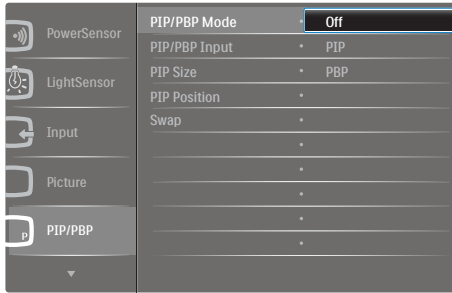 PowerSensor
LightSensor
Input
Picture
P
PIP/PBP
PIP/PBP Mode • Off
PIP/PBP Input • PIP
PIP Size • PBP
PIP Position •
Swap •
•
•
•
•
•